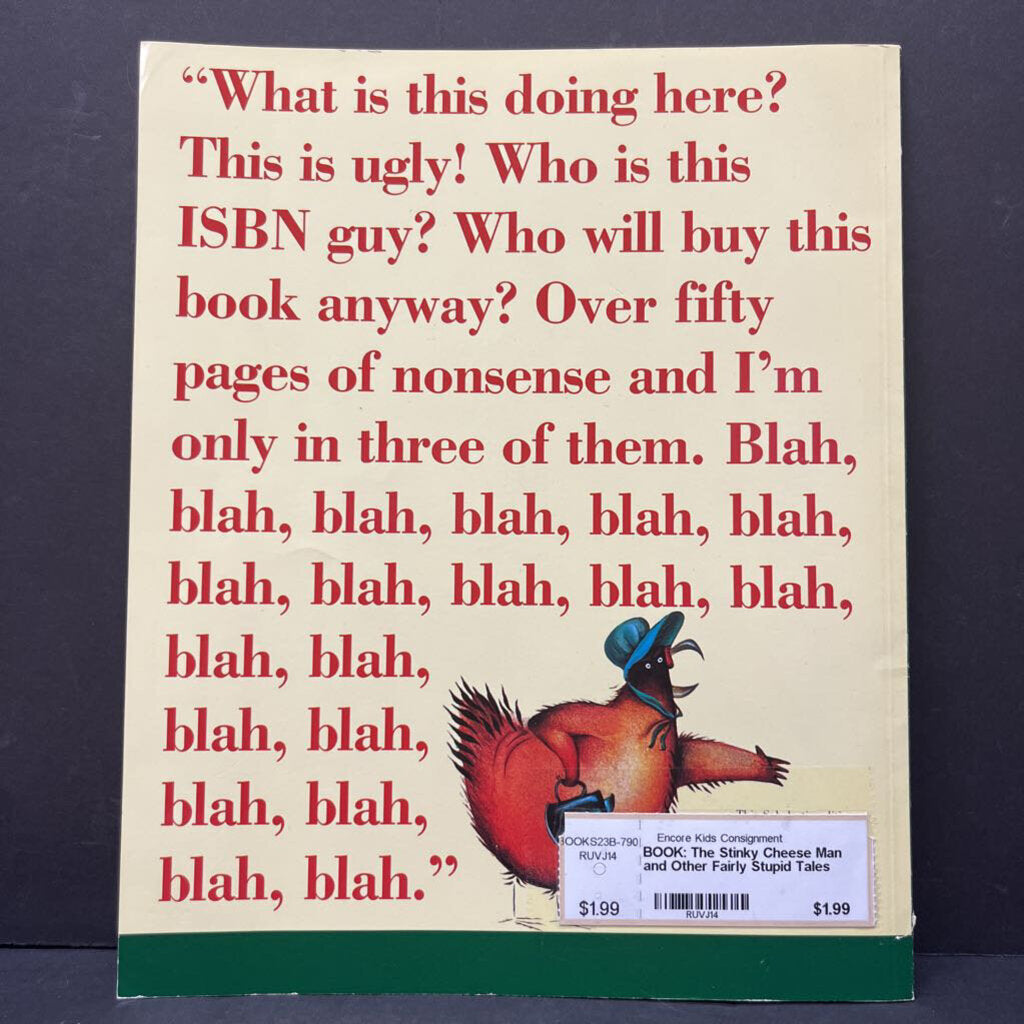 “What is this doing here?
This is ugly! Who is this
ISBN guy? Who will buy this
book anyway? Over fifty
pages of nonsense and I’m
only in three of them. Blah,
blah, blah, blah, blah, blah,
blah, blah, blah, blah, blah,
blah, blah,
blah, blah,
blah, blah,
blah, blah.”
OOKS23B-790
RUVJ14
$1.99
Encore Kids Consignment
BOOK: The Stinky Cheese Man
and Other Fairly Stupid Tales
RUVJ14
$1.99